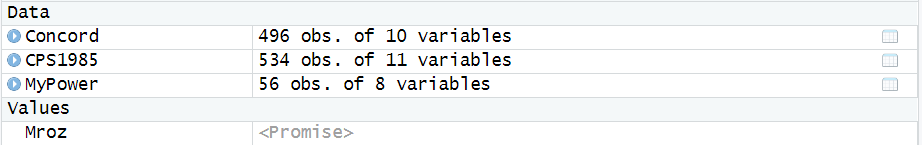 Data
Concord 496 obs. of 10 variables
CPS1985 534 obs. of 11 variables
MyPower 56 obs. of 8 variables
Values
Mroz <Promise>